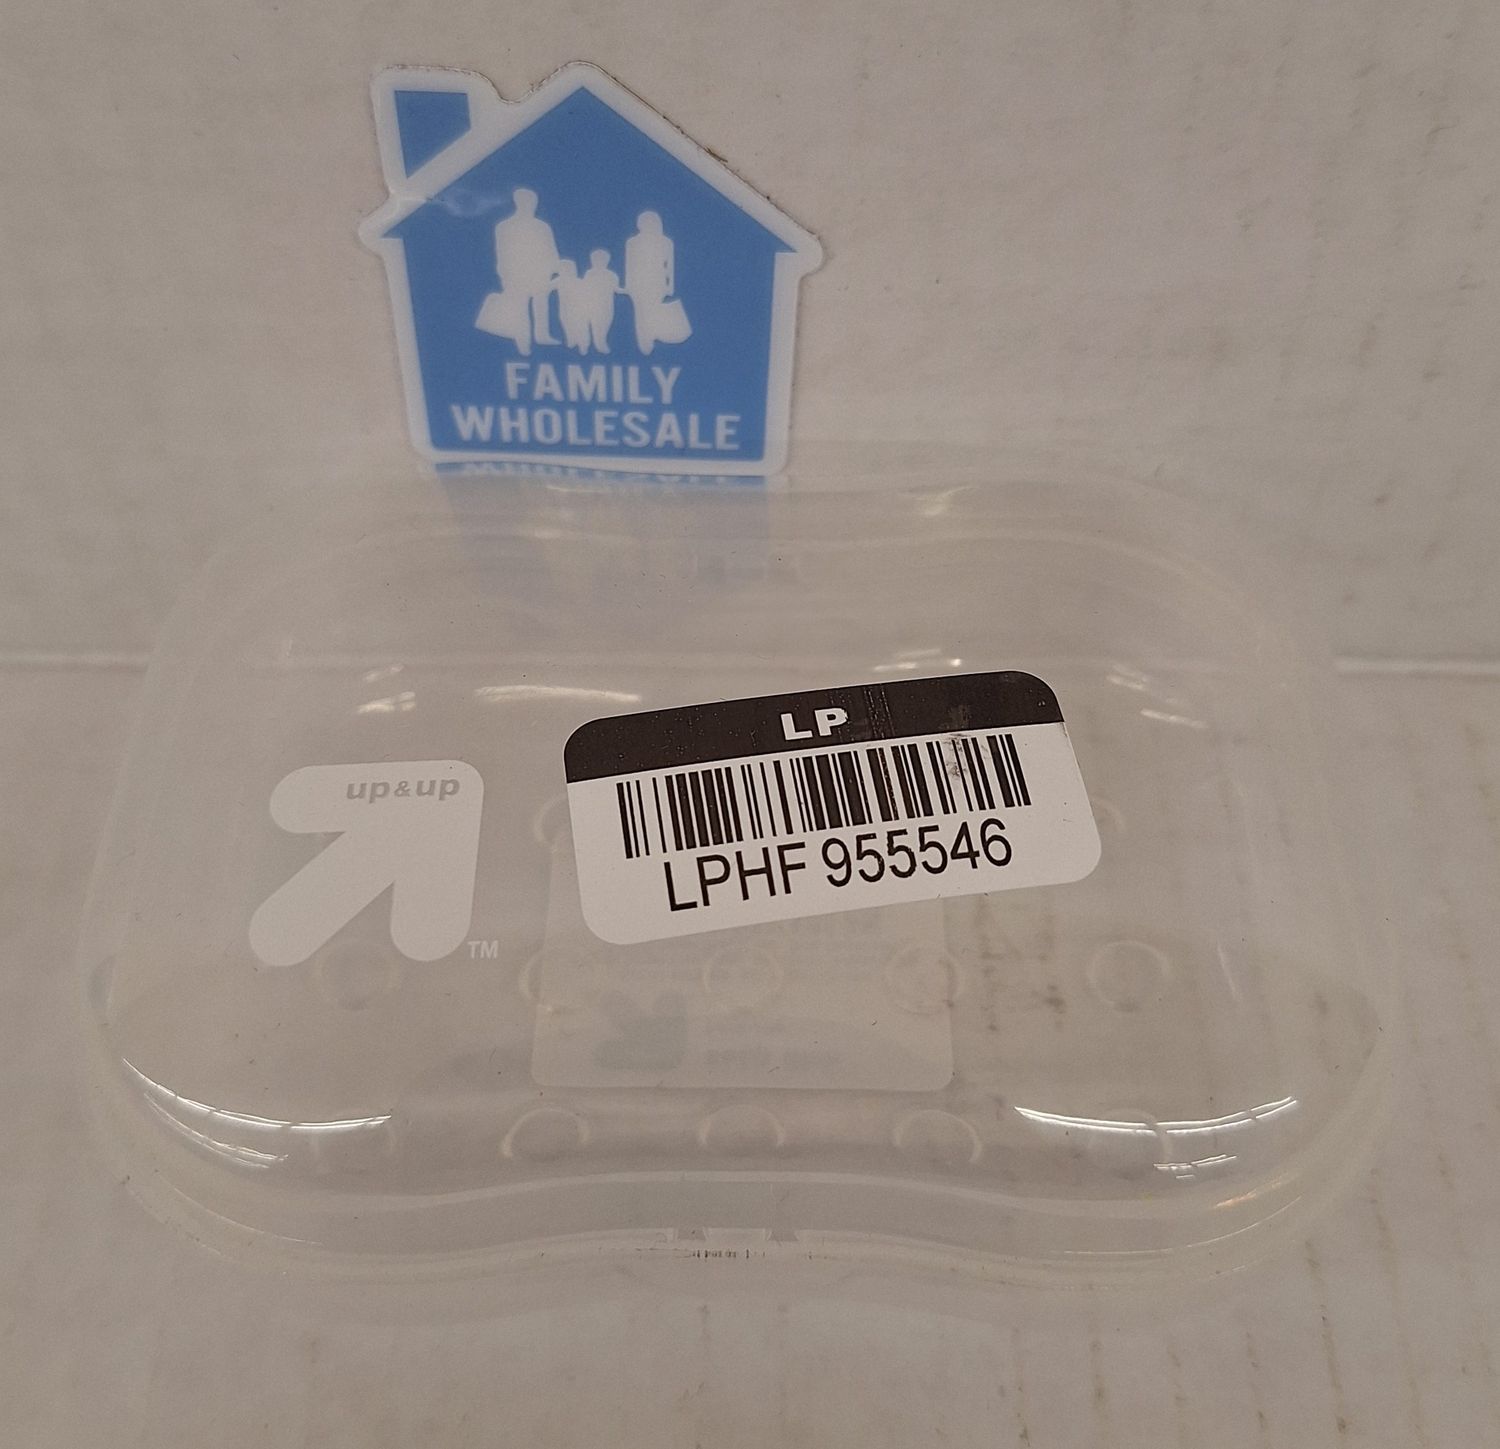 FAMILY
WHOLESALE
LP
up&up
LPHF 955546
TM